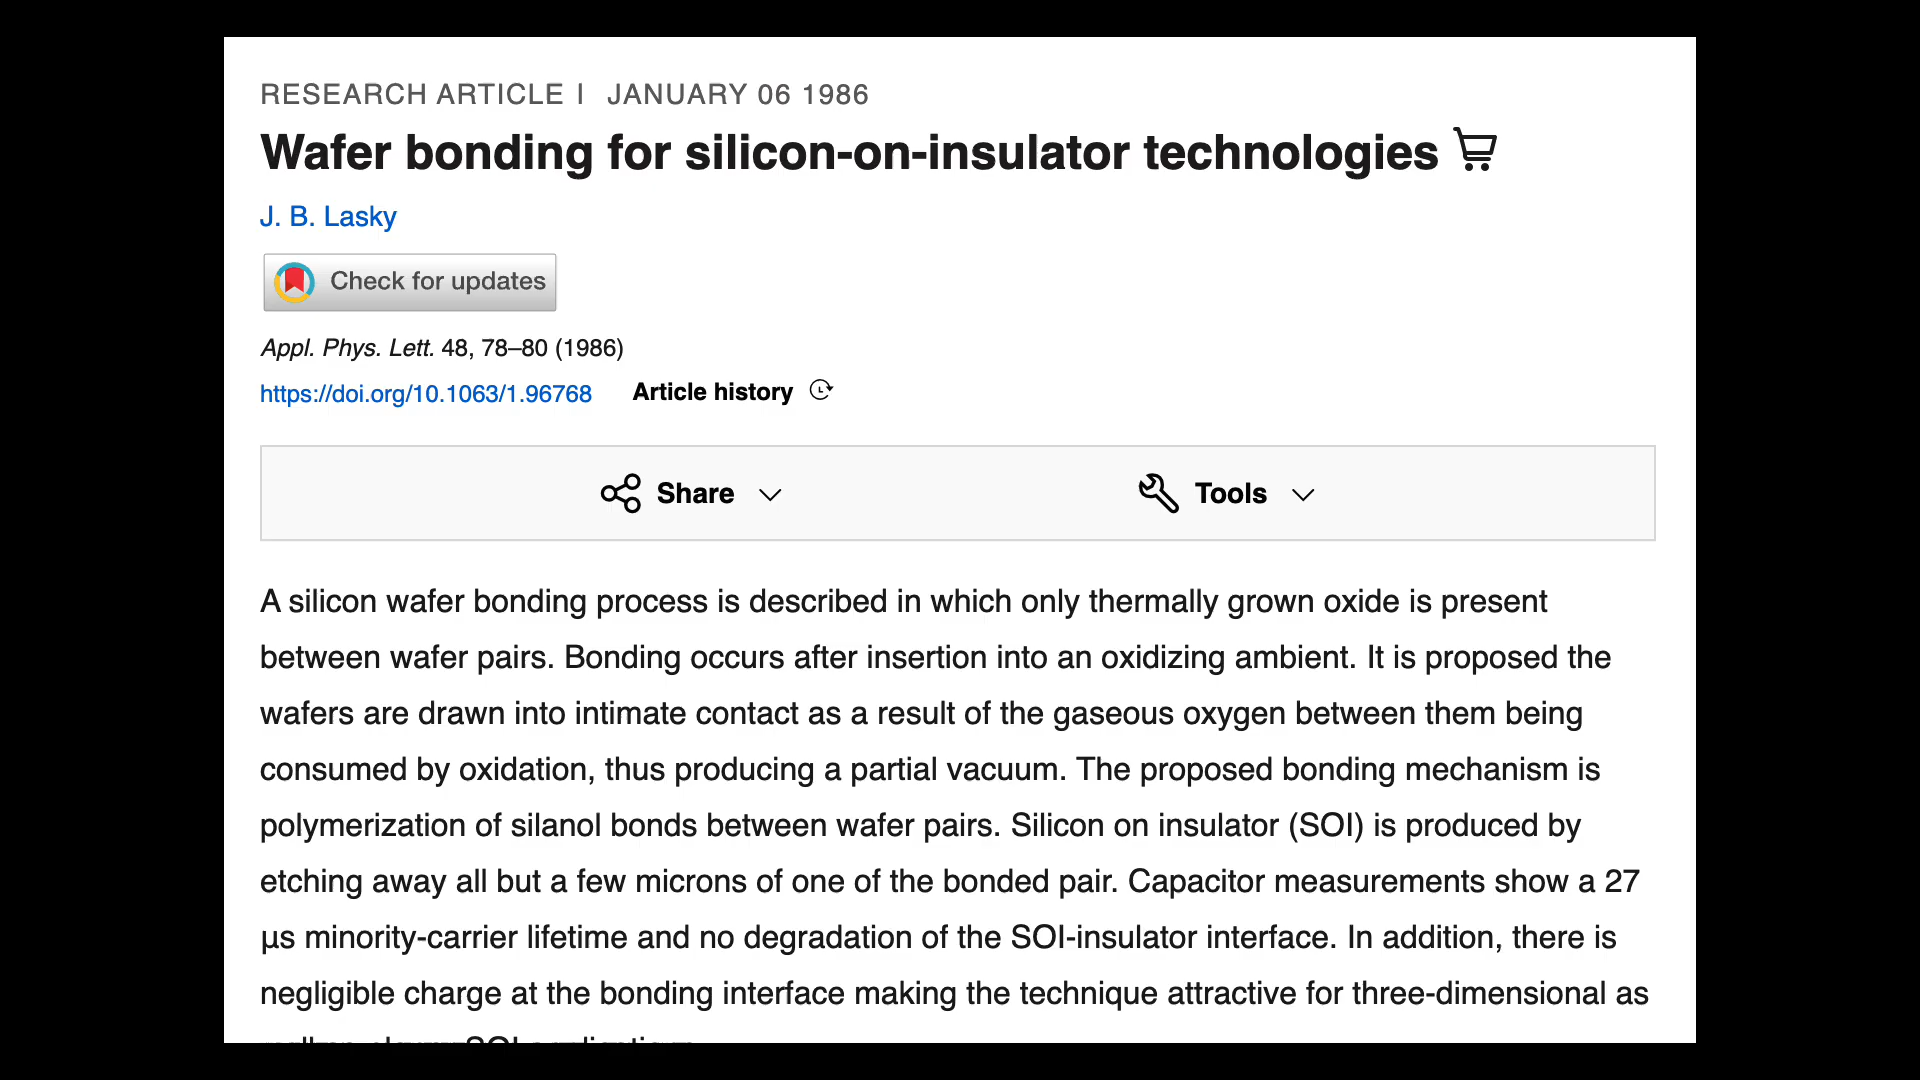 RESEARCH ARTICLE | JANUARY 06 1986
Wafer bonding for silicon-on-insulator technologies
J. B. Lasky
Check for updates
Appl. Phys. Lett. 48, 78–80 (1986)
https://doi.org/10.1063/1.96768 Article history
Share Tools
A silicon wafer bonding process is described in which only thermally grown oxide is present
between wafer pairs. Bonding occurs after insertion into an oxidizing ambient. It is proposed the
wafers are drawn into intimate contact as a result of the gaseous oxygen between them being
consumed by oxidation, thus producing a partial vacuum. The proposed bonding mechanism is
polymerization of silanol bonds between wafer pairs. Silicon on insulator (SOI) is produced by
etching away all but a few microns of one of the bonded pair. Capacitor measurements show a 27
μs minority-carrier lifetime and no degradation of the SOI-insulator interface. In addition, there is
negligible charge at the bonding interface making the technique attractive for three-dimensional as